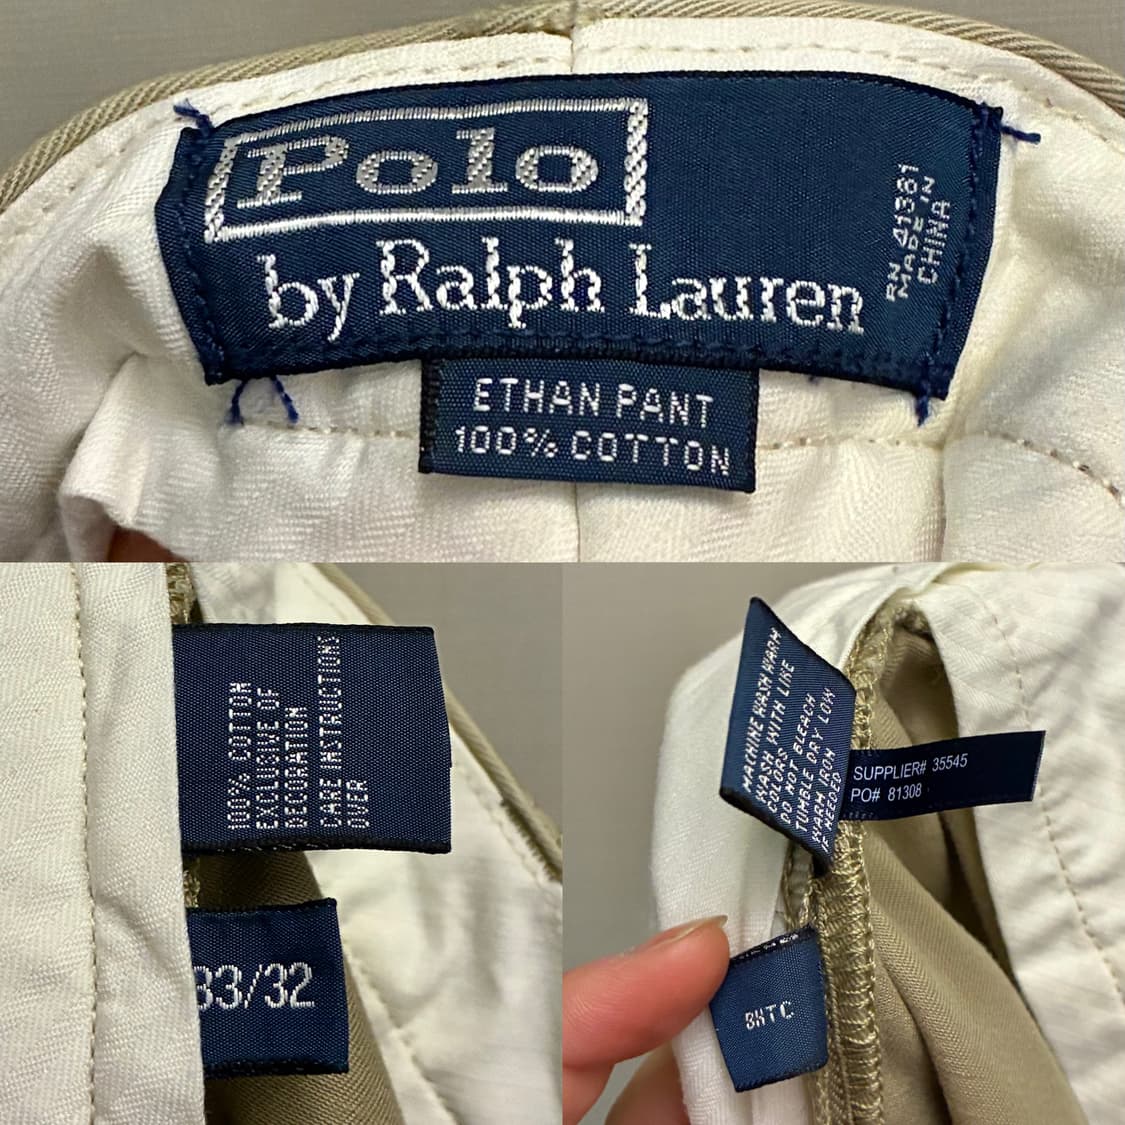 Polo
by Ralph Lauren
RN 41381
MADE IN
CHINA
ETHAN PANT
100% COTTON
100% COTTON
EXCLUSIVE OF
DECORATION
CARE INSTRUCTIONS
OVER
33/32
MACHINE WASH WARM
WASH WITH LIKE
COLORS
DO NOT BLEACH
TUMBLE DRY LOW
WARM IRON
IF NEEDED
SUPPLIER# 35545
PO# 81308
BHTC